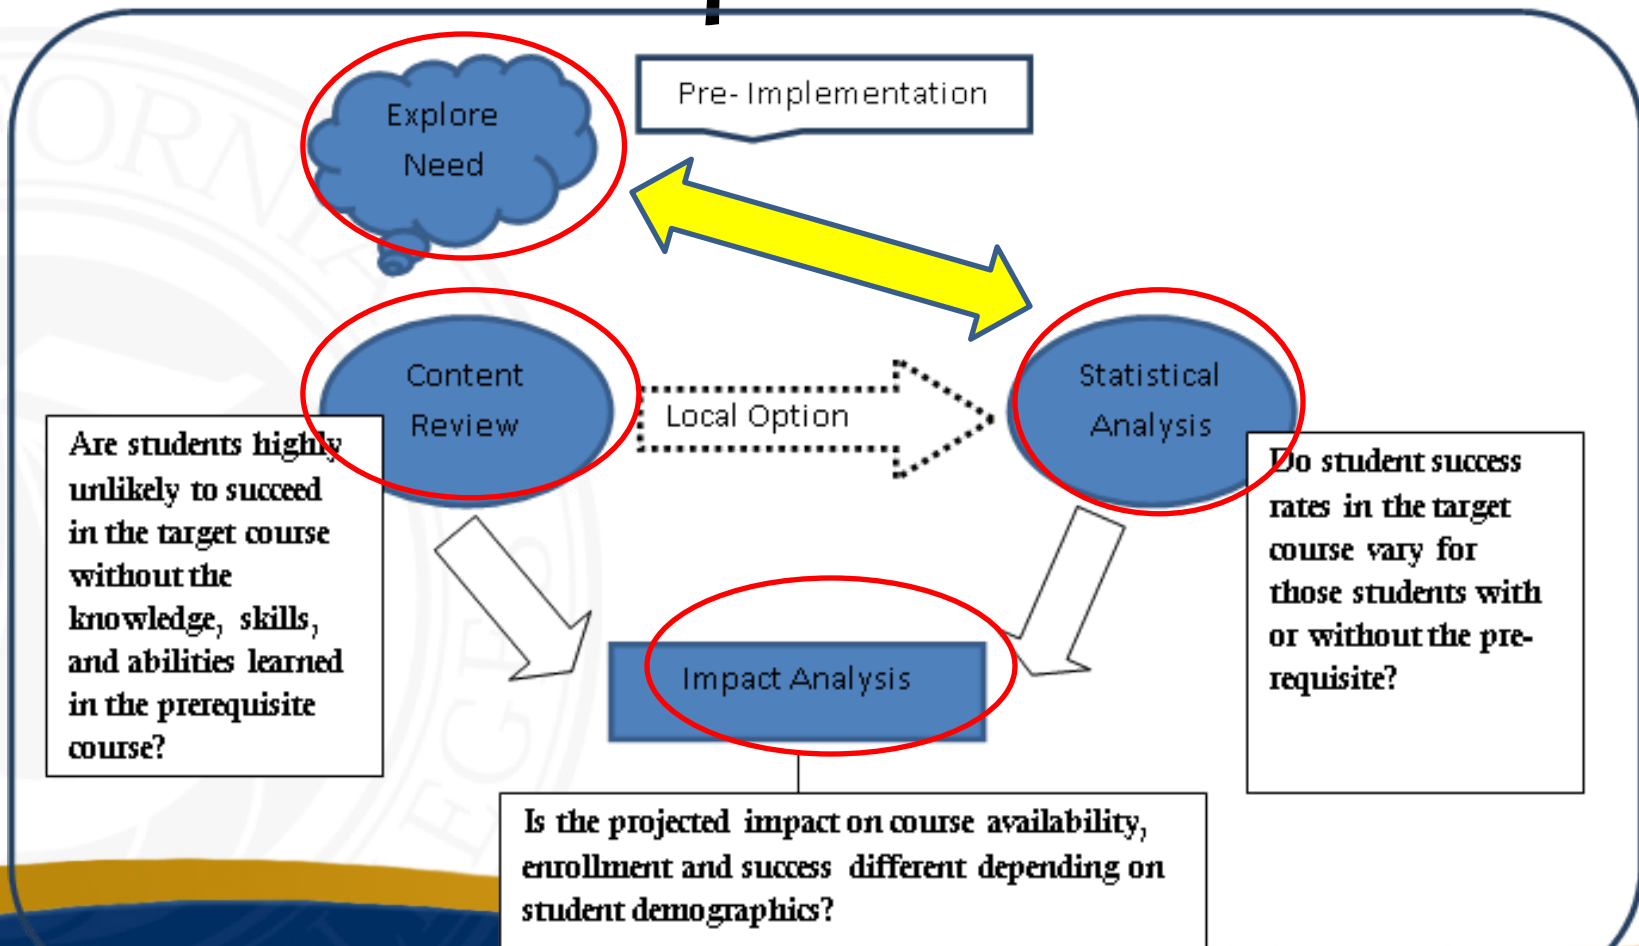 Explore
Need
Pre- Implementation
Content
Review
Local Option
Statistical
Analysis
Are students highly
unlikely to succeed
in the target course
without the
knowledge, skills,
and abilities learned
in the prerequisite
course?
Do student success
rates in the target
course vary for
those students with
or without the pre-
requisite?
Impact Analysis
Is the projected impact on course availability,
enrollment and success different depending on
student demographics?